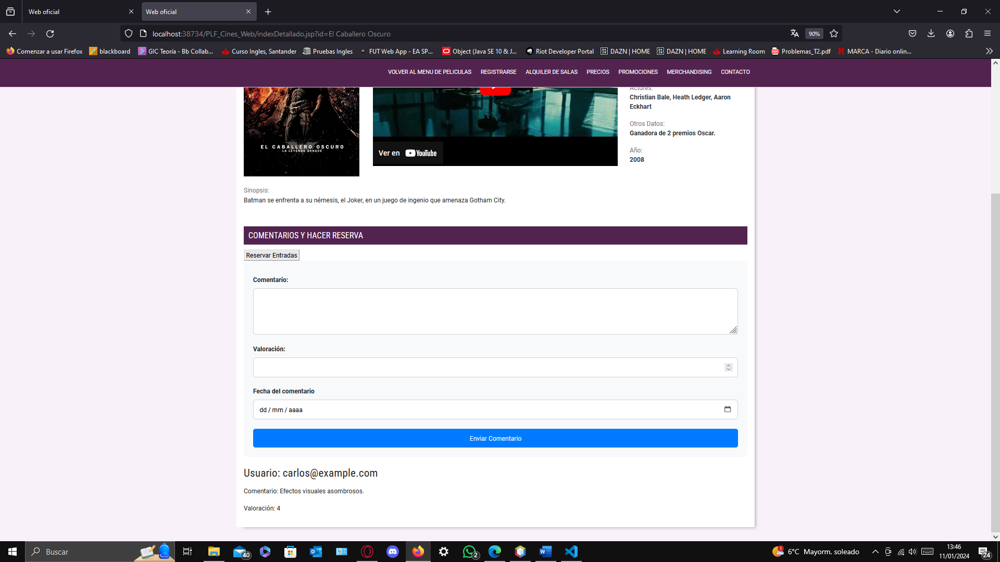 Web oficial
Web oficial
localhost:38734/PLF_Cines_Web/indexDetallado.jsp?id=El Caballero Oscuro
90%
Comenzar a usar Firefox
blackboard
GIC Teoría - Bb Collab...
Curso Ingles, Santander
Pruebas Ingles
FUT Web App - EA SP...
Object (Java SE 10 & J...
Riot Developer Portal
DAZN | HOME
DAZN | HOME
Learning Room
Problemas_T2.pdf
MARCA - Diario onlin...
VOLVER AL MENU DE PELICULAS
REGISTRARSE
ALQUILER DE SALAS
PRECIOS
PROMOCIONES
MERCHANDISING
CONTACTO
EL CABALLERO OSCURO
LA LEYENDA RENACE
Ver en YouTube
Actores:
Christian Bale, Heath Ledger, Aaron
Eckhart
Otros Datos:
Ganadora de 2 premios Oscar.
Año:
2008
Sinopsis:
Batman se enfrenta a su némesis, el Joker, en un juego de ingenio que amenaza Gotham City.
COMENTARIOS Y HACER RESERVA
Reservar Entradas
Comentario:
Valoración:
Fecha del comentario
dd / mm / aaaa
Enviar Comentario
Usuario: carlos@example.com
Comentario: Efectos visuales asombrosos.
Valoración: 4
Buscar
40
2
1
6°C Mayorm. soleado
13:46
11/01/2024
24